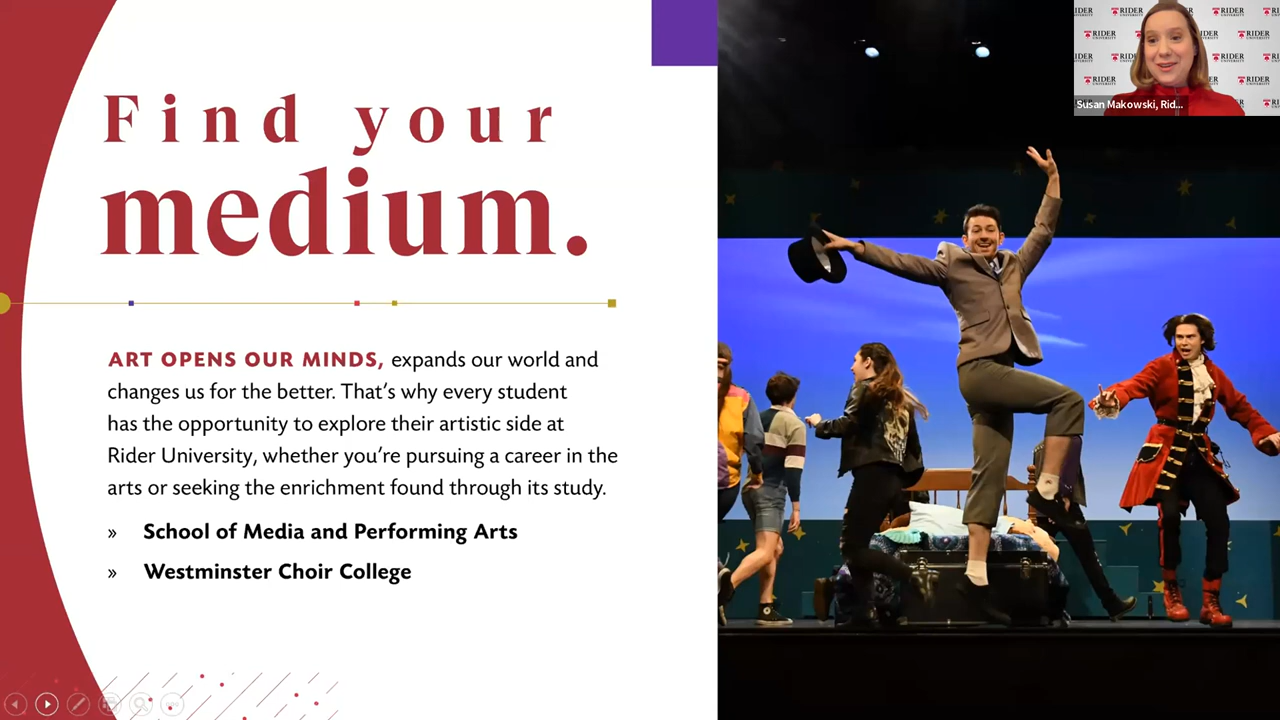 Find your
medium.
ART OPENS OUR MINDS, expands our world and
changes us for the better. That's why every student
has the opportunity to explore their artistic side at
Rider University, whether you're pursuing a career in the
arts or seeking the enrichment found through its study.
» School of Media and Performing Arts
» Westminster Choir College
RIDER UNIVERSITY
Susan Makowski, Rid...